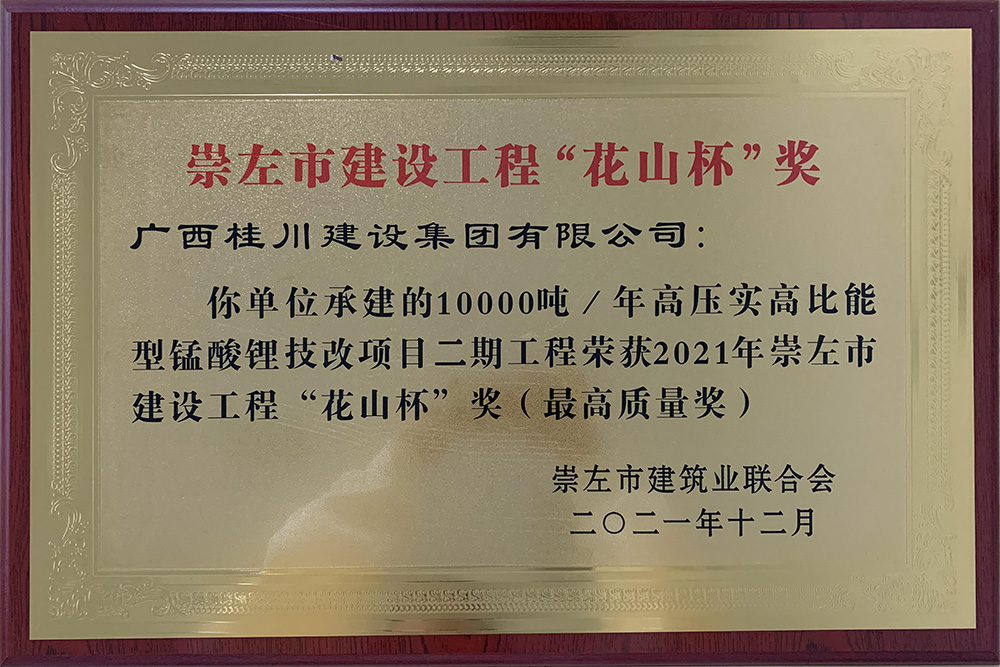 崇左市建设工程“花山杯”奖
广西桂川建设集团有限公司：
你单位承建的10000吨／年高压实高比能
型锰酸锂技改项目二期工程荣获2021年崇左市
建设工程“花山杯”奖（最高质量奖）
崇左市建筑业联合会
二〇二一年十二月